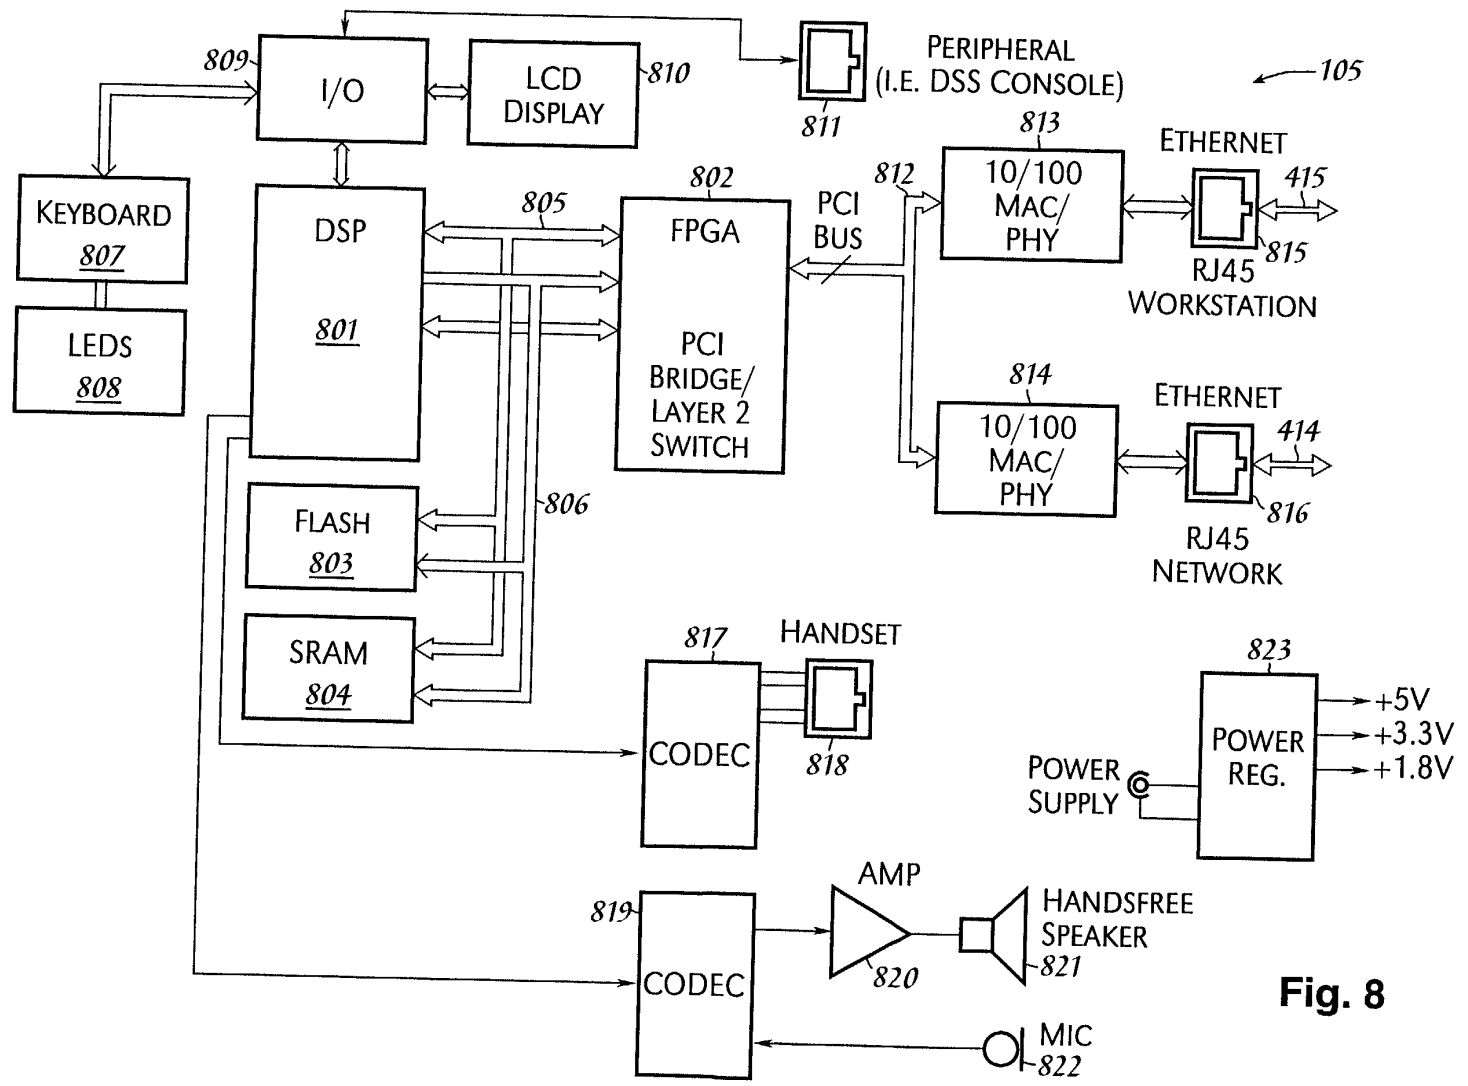 809
I/O
LCD
DISPLAY
810
811
PERIPHERAL
(I.E. DSS CONSOLE)
105
KEYBOARD
807
LEDS
808
DSP
801
805
802
FPGA
PCI
BRIDGE/
LAYER 2
SWITCH
PCI
BUS
812
813
10/100
MAC/
PHY
ETHERNET
415
815
RJ45
WORKSTATION
814
10/100
MAC/
PHY
ETHERNET
414
816
RJ45
NETWORK
FLASH
803
806
SRAM
804
817
CODEC
HANDSET
818
823
POWER
REG.
POWER
SUPPLY
+5V
+3.3V
+1.8V
819
CODEC
AMP
820
HANDSFREE
SPEAKER
821
MIC
822
Fig. 8